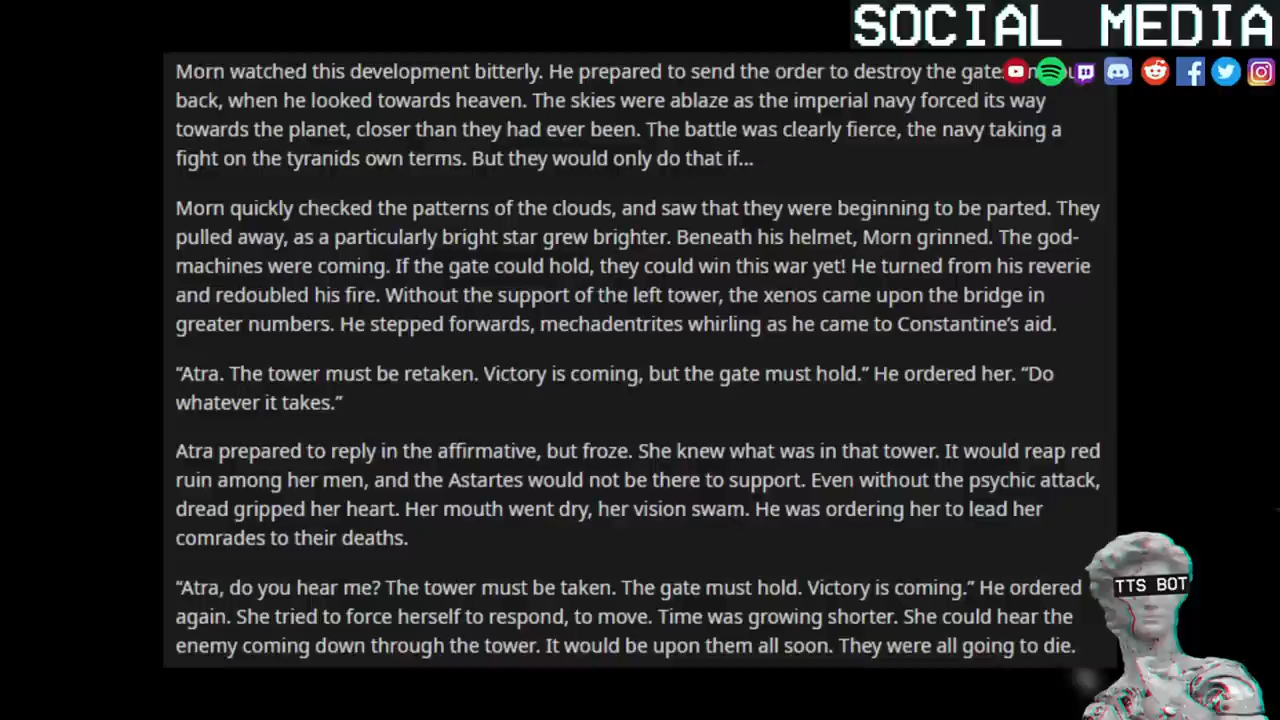 SOCIAL MEDIA
Morn watched this development bitterly. He prepared to send the order to destroy the gate
back, when he looked towards heaven. The skies were ablaze as the imperial navy forced its way
towards the planet, closer than they had ever been. The battle was clearly fierce, the navy taking a
fight on the tyranids own terms. But they would only do that if...
Morn quickly checked the patterns of the clouds, and saw that they were beginning to be parted. They
pulled away, as a particularly bright star grew brighter. Beneath his helmet, Morn grinned. The god-
machines were coming. If the gate could hold, they could win this war yet! He turned from his reverie
and redoubled his fire. Without the support of the left tower, the xenos came upon the bridge in
greater numbers. He stepped forwards, mechadentrites whirling as he came to Constantine’s aid.
“Atra. The tower must be retaken. Victory is coming, but the gate must hold.” He ordered her. “Do
whatever it takes.”
Atra prepared to reply in the affirmative, but froze. She knew what was in that tower. It would reap red
ruin among her men, and the Astartes would not be there to support. Even without the psychic attack,
dread gripped her heart. Her mouth went dry, her vision swam. He was ordering her to lead her
comrades to their deaths.
“Atra, do you hear me? The tower must be taken. The gate must hold. Victory is coming.” He ordered
again. She tried to force herself to respond, to move. Time was growing shorter. She could hear the
enemy coming down through the tower. It would be upon them all soon. They were all going to die.
TTS BOT